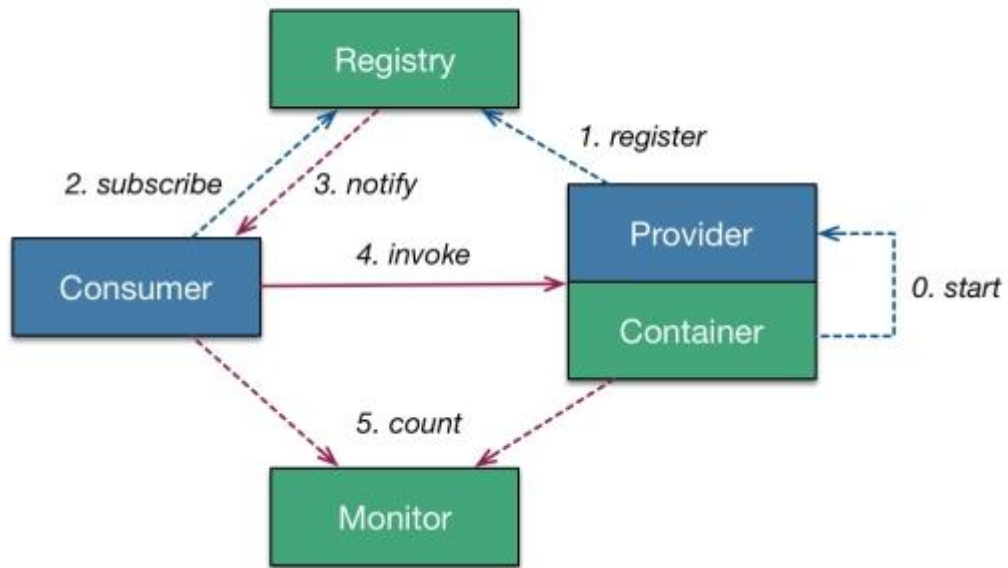 Registry
1. register
2. subscribe
3. notify
Provider
4. invoke
Consumer
0. start
Container
5. count
Monitor